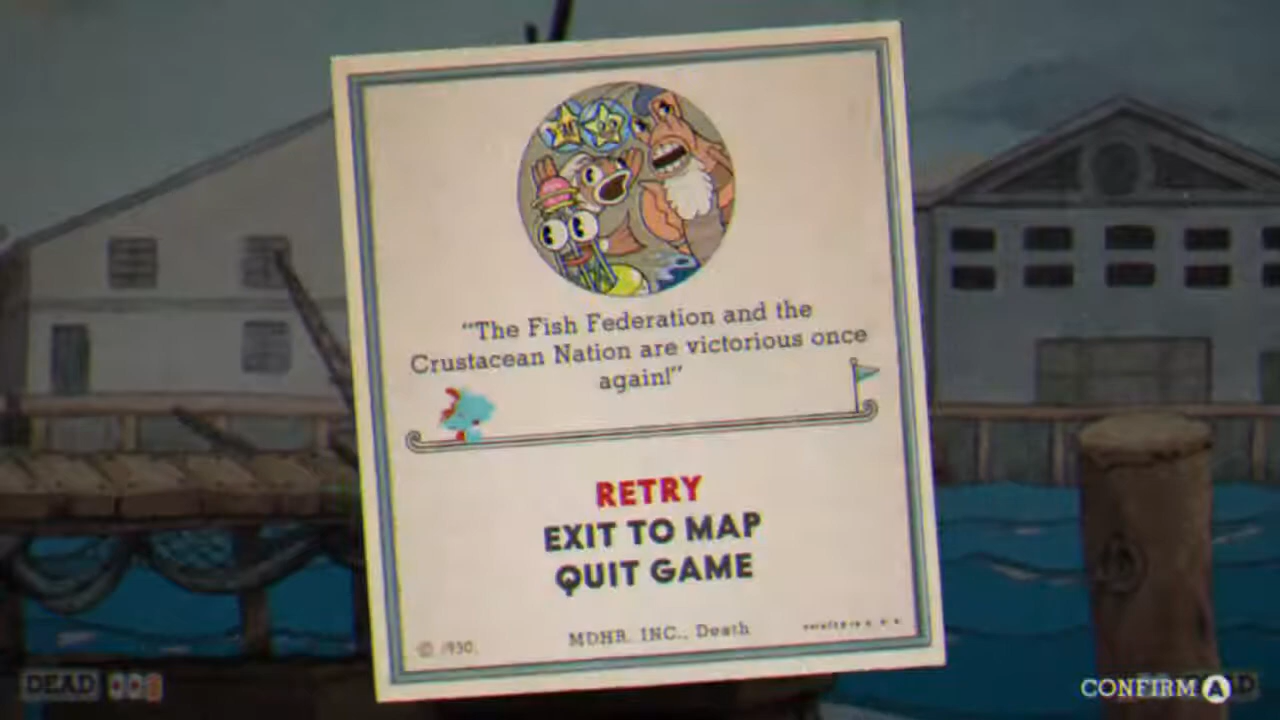 “The Fish Federation and the
Crustacean Nation are victorious once
again!”
RETRY
EXIT TO MAP
QUIT GAME
© 1930, MDHR. INC., Death
DEAD
CONFIRM A